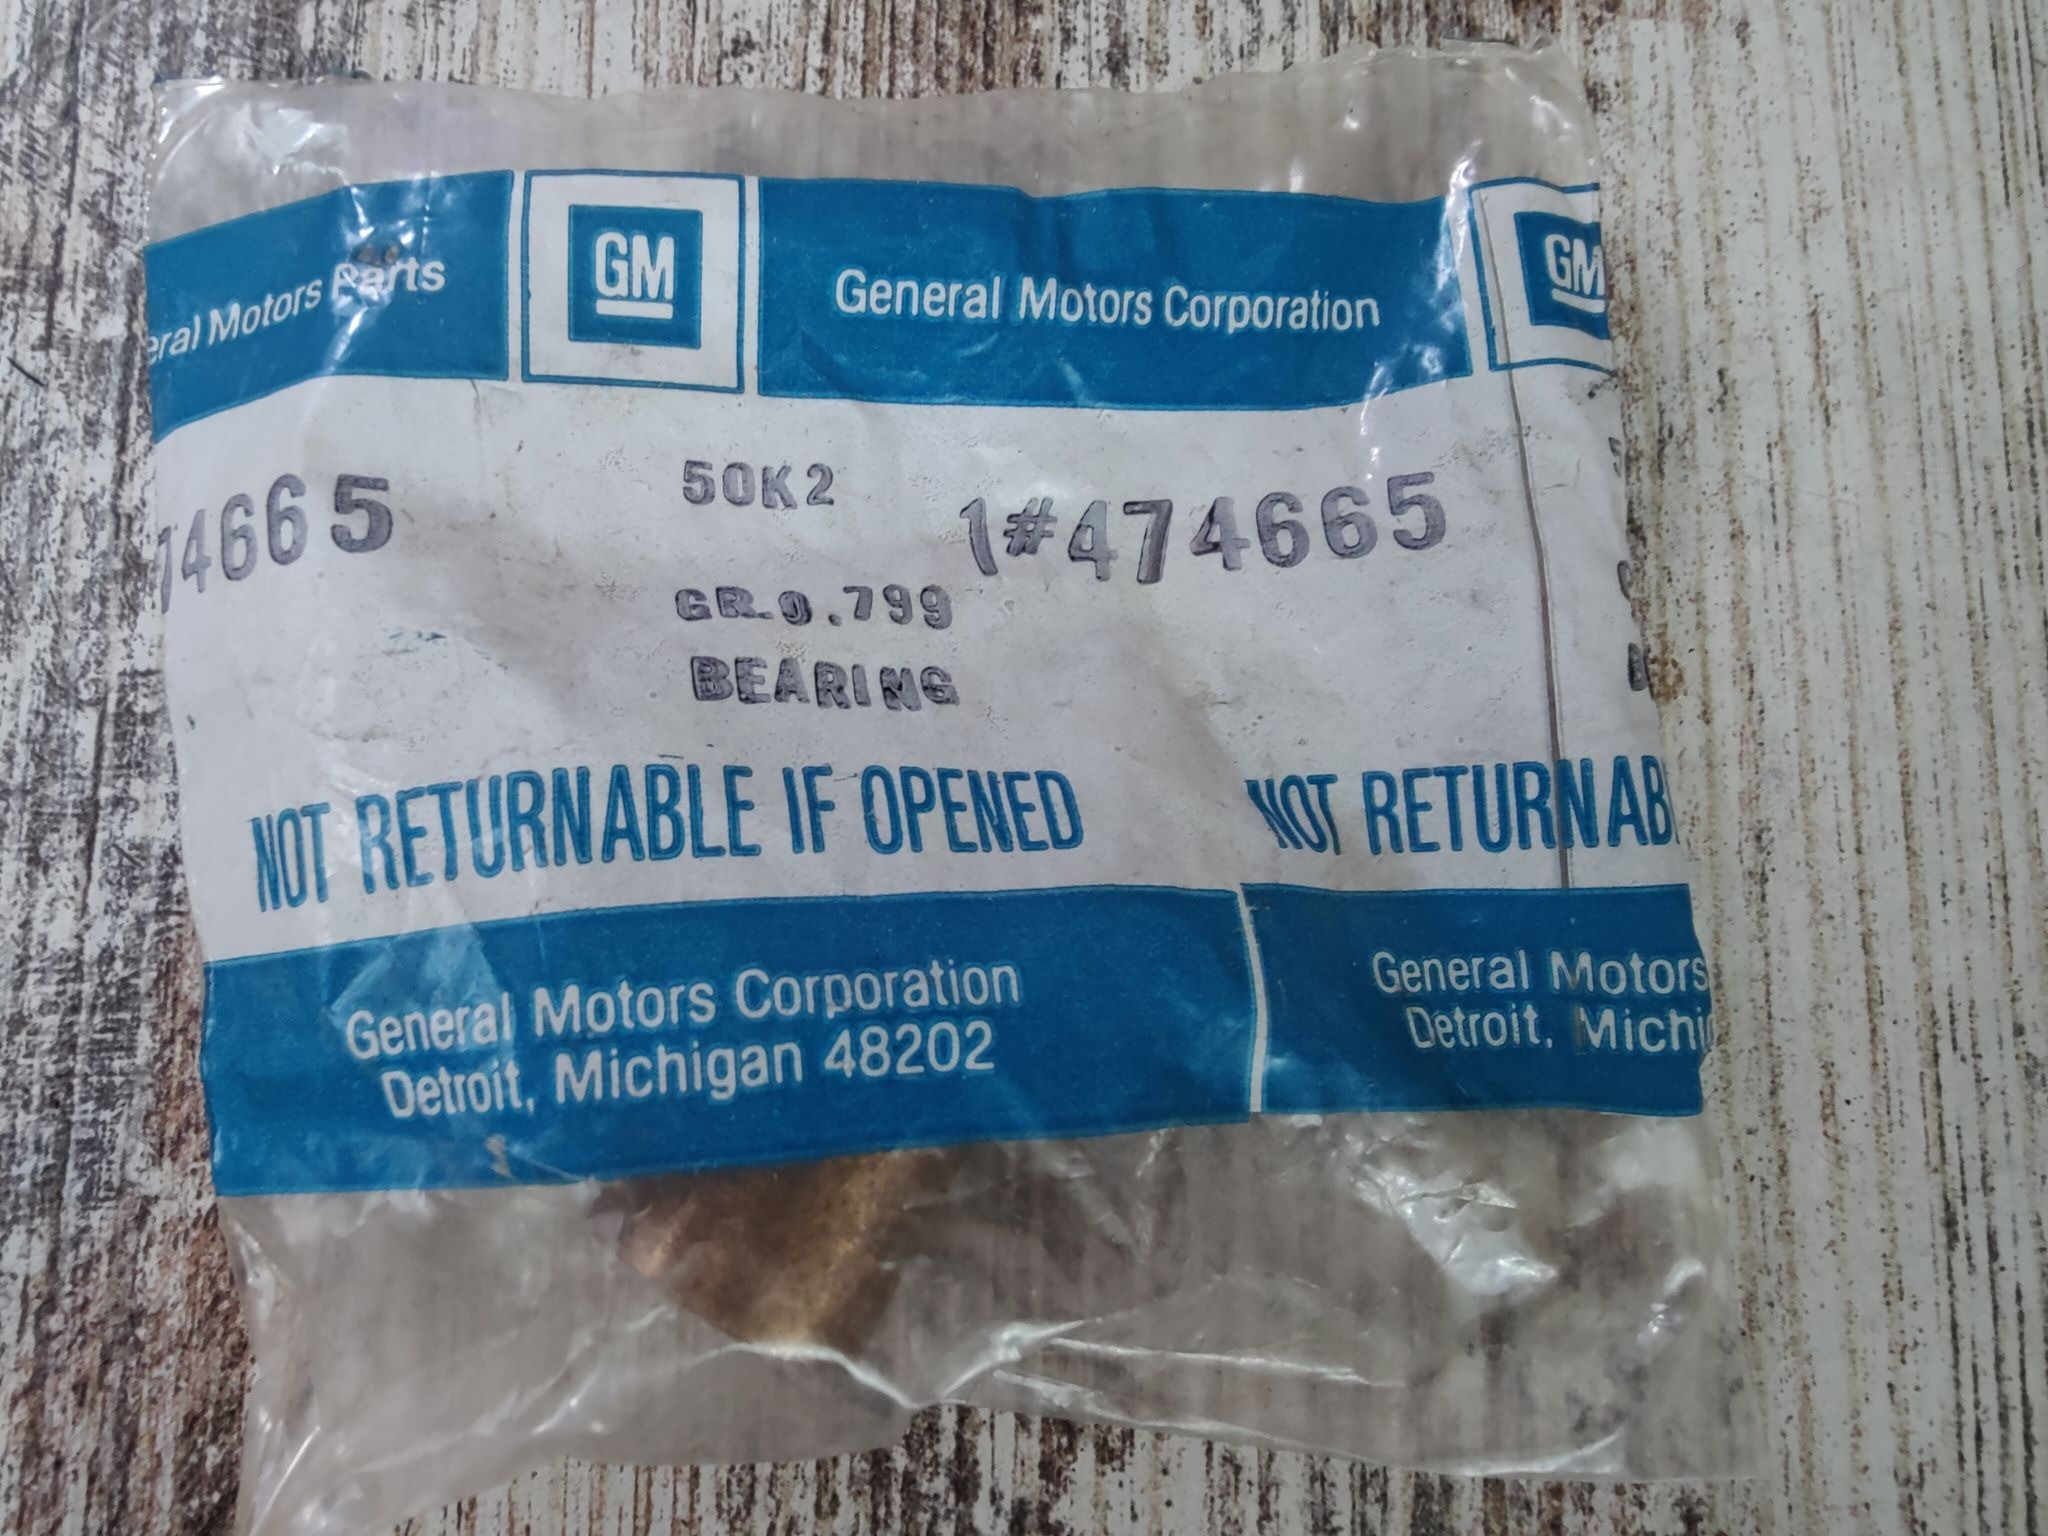 eral Motors Parts
GM
General Motors Corporation
GM
74665
50K2
1#474665
GR.0.799
BEARING
NOT RETURNABLE IF OPENED
NOT RETURNAB
General Motors Corporation
Detroit, Michigan 48202
General Motors
Detroit, Michi